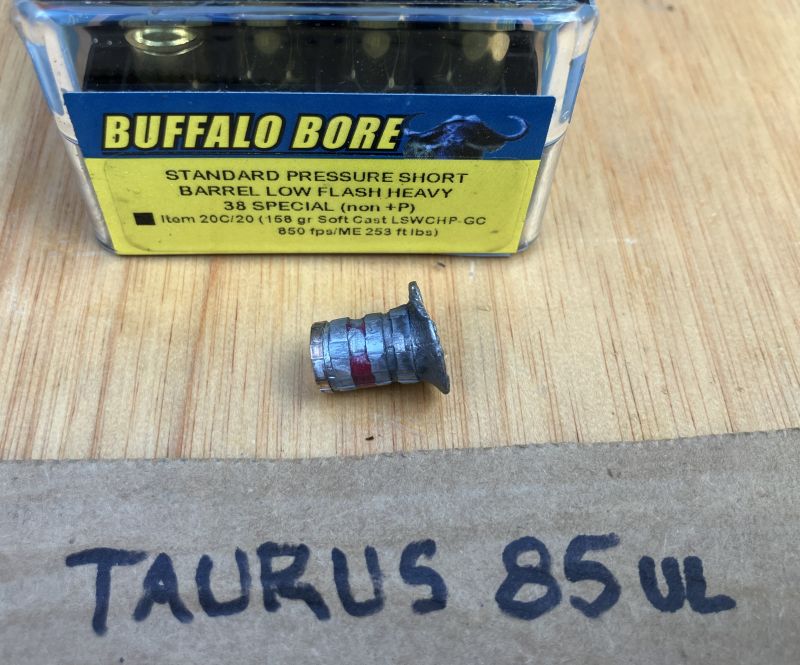 BUFFALO BORE
STANDARD PRESSURE SHORT
BARREL LOW FLASH HEAVY
38 SPECIAL (non +P)
Item 20C/20 (158 gr Soft Cast LSWCHP-GC
850 fps/ME 253 ft lbs)
TAURUS 85 UL